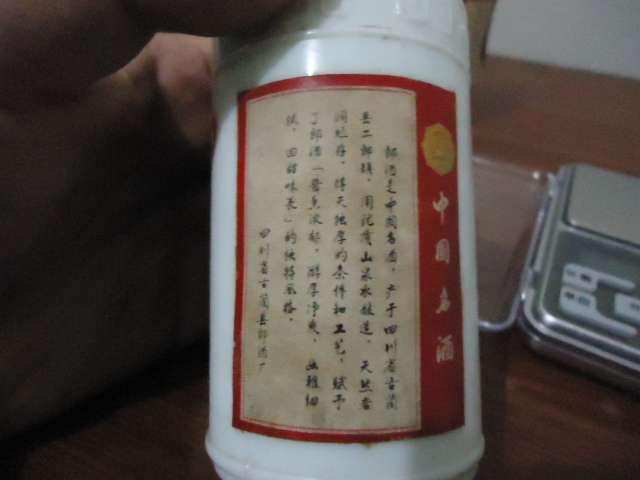 中国名酒
郎酒是中国名酒，产于四川省古蔺
县二郎镇，用 山泉水酿造，天然
洞贮存，得天独厚的条件和工艺，赋予
了郎酒「酱香浓郁，醇厚净爽，幽雅细
腻，回甜味长」的独特风格。
四川省古蔺县郎酒厂